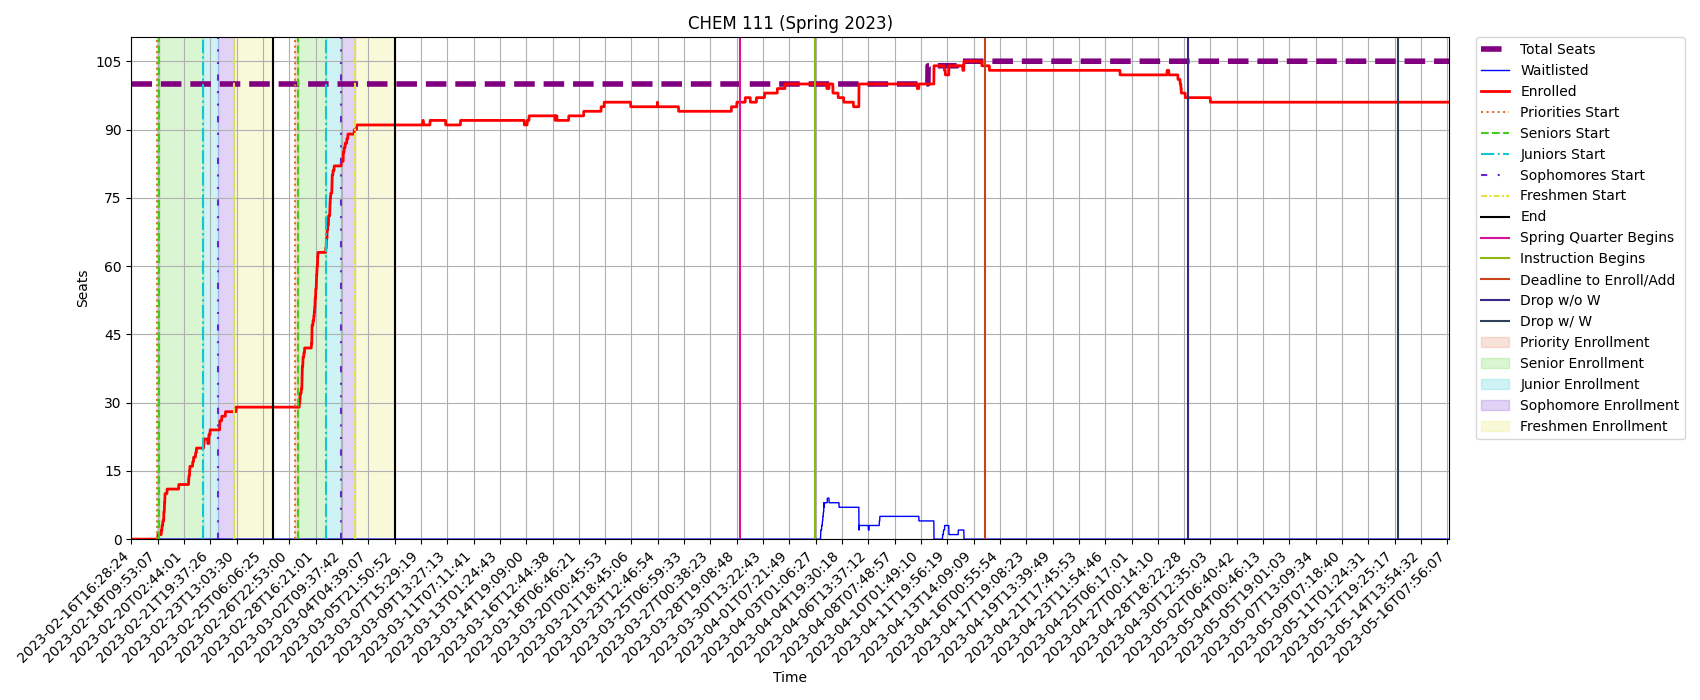 CHEM 111 (Spring 2023)
Seats
105
90
75
60
45
30
15
0
2023-02-16T16:28:24
2023-02-18T09:53:07
2023-02-20T02:44:01
2023-02-21T19:37:26
2023-02-23T13:03:30
2023-02-25T06:06:25
2023-02-26T22:53:00
2023-02-28T16:21:01
2023-03-02T09:37:42
2023-03-04T04:39:07
2023-03-05T21:50:52
2023-03-07T15:29:19
2023-03-09T13:27:13
2023-03-11T07:11:41
2023-03-13T01:24:43
2023-03-14T19:09:00
2023-03-16T12:44:38
2023-03-18T06:46:21
2023-03-20T00:45:53
2023-03-21T18:45:06
2023-03-23T12:46:54
2023-03-25T06:59:33
2023-03-27T00:38:23
2023-03-28T19:08:48
2023-03-30T13:22:43
2023-04-01T07:21:49
2023-04-03T01:06:27
2023-04-04T19:30:18
2023-04-06T13:37:12
2023-04-08T07:48:57
2023-04-10T01:49:10
2023-04-11T19:56:19
2023-04-13T14:09:09
2023-04-16T00:55:54
2023-04-17T19:08:23
2023-04-19T13:39:49
2023-04-21T17:45:53
2023-04-23T11:54:46
2023-04-25T06:17:01
2023-04-27T00:14:10
2023-04-28T18:22:28
2023-04-30T12:35:03
2023-05-02T06:40:42
2023-05-04T00:46:13
2023-05-05T19:01:03
2023-05-07T13:09:34
2023-05-09T07:18:40
2023-05-11T01:24:31
2023-05-12T19:25:17
2023-05-14T13:54:32
2023-05-16T07:56:07
Time
Total Seats
Waitlisted
Enrolled
Priorities Start
Seniors Start
Juniors Start
Sophomores Start
Freshmen Start
End
Spring Quarter Begins
Instruction Begins
Deadline to Enroll/Add
Drop w/o W
Drop w/ W
Priority Enrollment
Senior Enrollment
Junior Enrollment
Sophomore Enrollment
Freshmen Enrollment